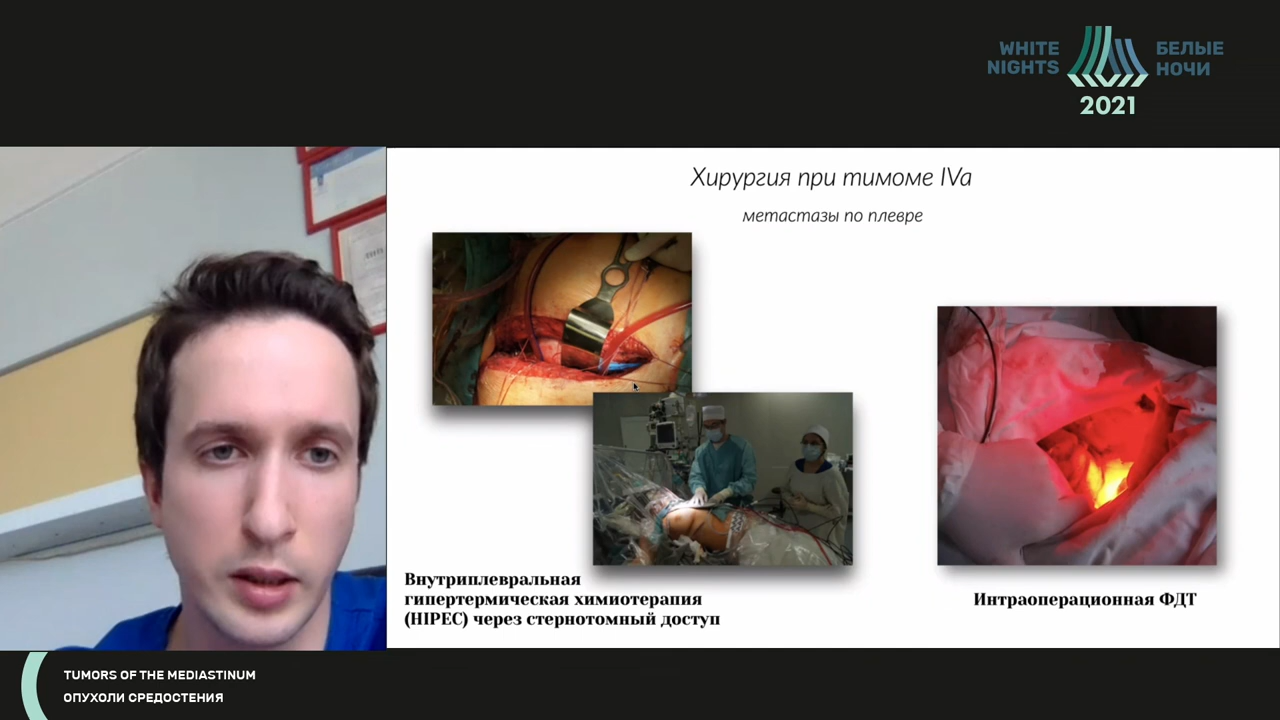 WHITE
NIGHTS
БЕЛЫЕ
НОЧИ
2021
Хирургия при тимоме IVa
метастазы по плевре
Внутриплевральная
гипертермическая химиотерапия
(HIPEC) через стернотомный доступ
Интраоперационная ФДТ
TUMORS OF THE MEDIASTINUM
ОПУХОЛИ СРЕДОСТЕНИЯ